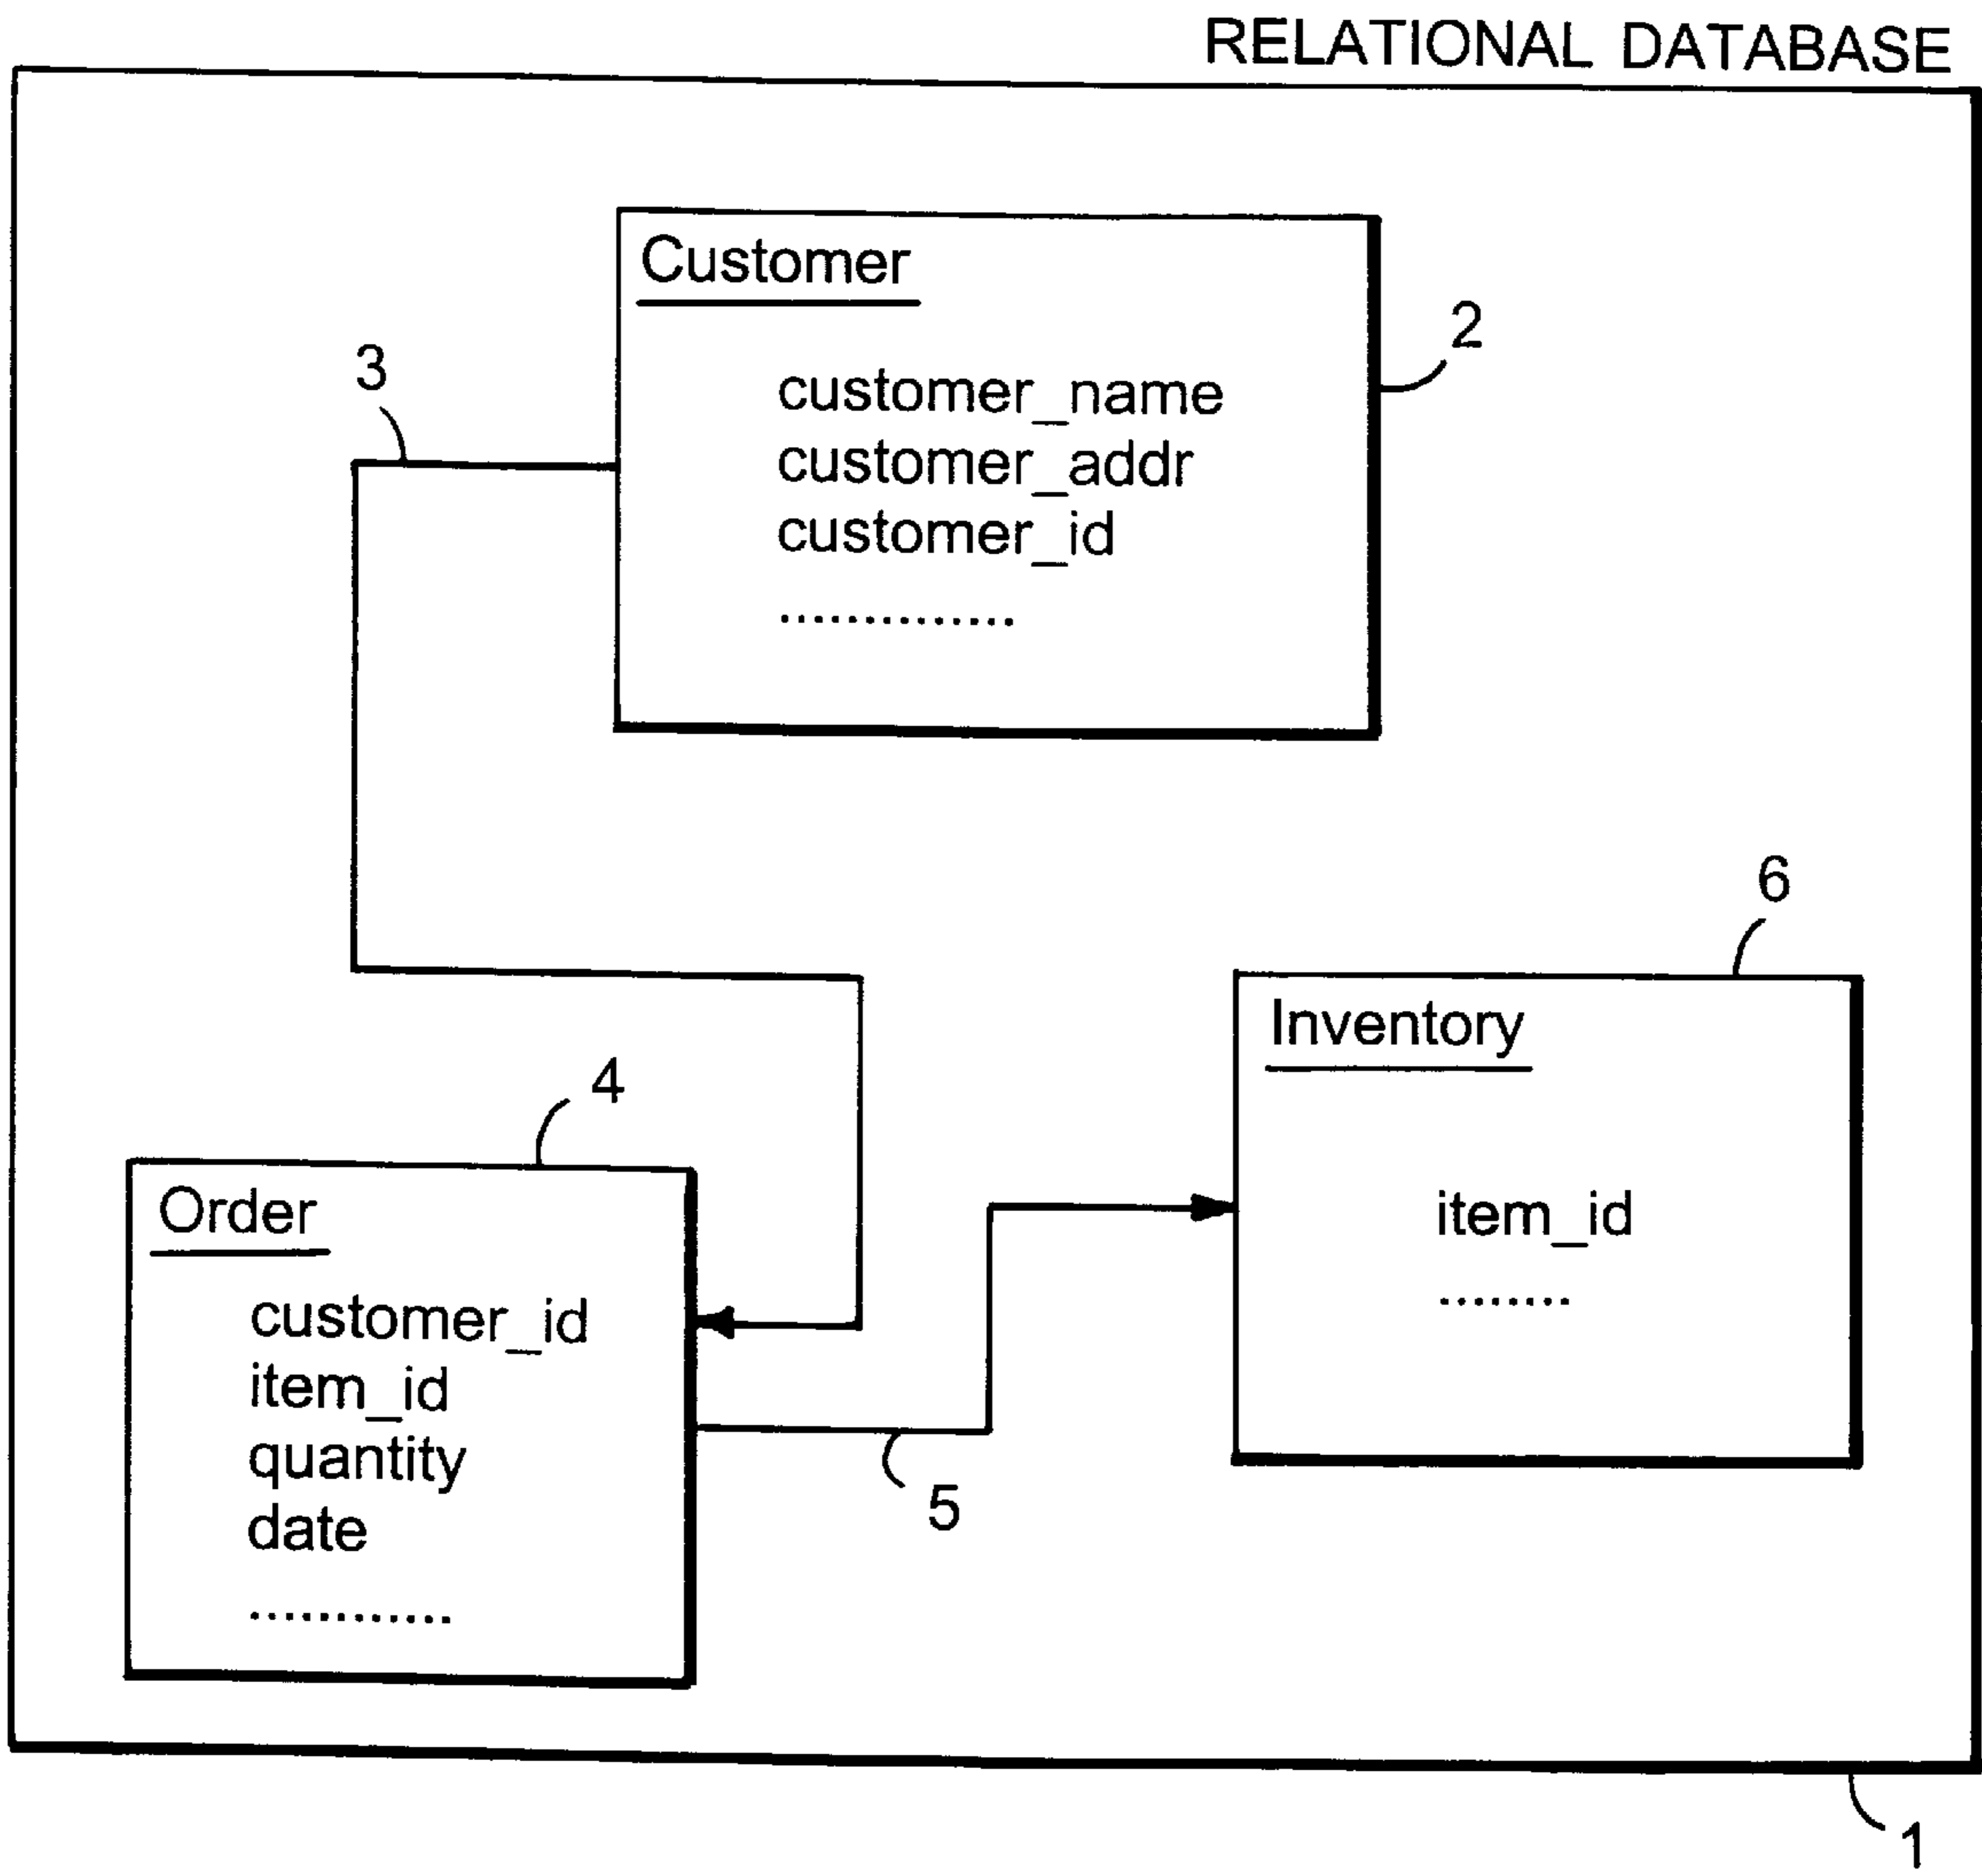 RELATIONAL DATABASE
Customer
2
3
customer_name
customer_addr
customer_id
..............
6
Inventory
4
item_id
........
Order
customer_id
item_id
quantity
date
............
5
1